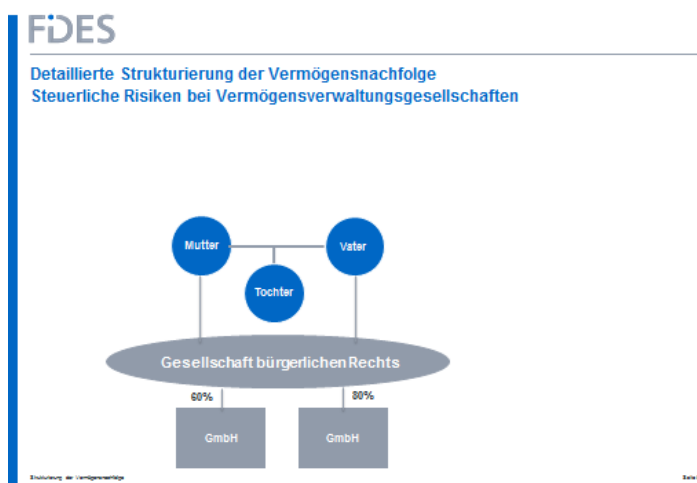 FIDES
Detaillierte Strukturierung der Vermögensnachfolge
Steuerliche Risiken bei Vermögensverwaltungsgesellschaften
Mutter
Vater
Tochter
Gesellschaft bürgerlichen Rechts
60%
80%
GmbH
GmbH
Strukturierung der Vermögensnachfolge
Seite